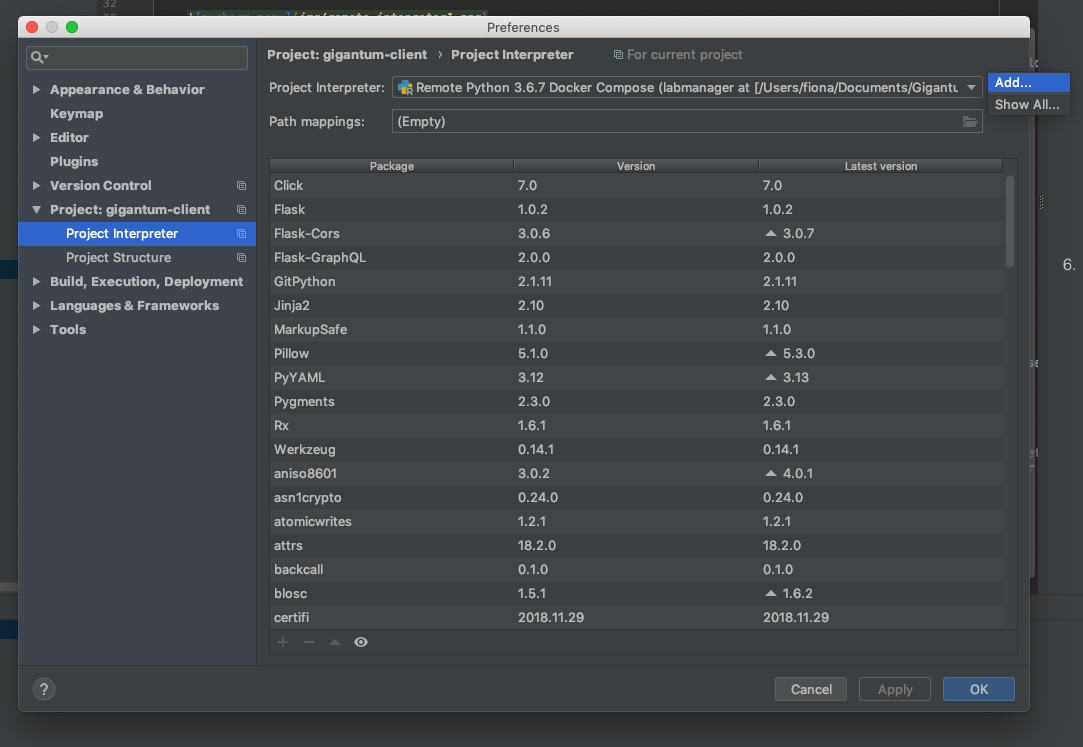 32
Preferences
Project: gigantum-client › Project Interpreter For current project
Appearance & Behavior
Keymap
Editor
Plugins
Version Control
Project: gigantum-client
Project Interpreter
Project Structure
Build, Execution, Deployment
Languages & Frameworks
Tools
Project Interpreter: Remote Python 3.6.7 Docker Compose (labmanager at [/Users/fiona/Documents/Gigantu
Add...
Show All...
Path mappings: (Empty)
Package Version Latest version
Click 7.0 7.0
Flask 1.0.2 1.0.2
Flask-Cors 3.0.6 3.0.7
Flask-GraphQL 2.0.0 2.0.0
GitPython 2.1.11 2.1.11
Jinja2 2.10 2.10
MarkupSafe 1.1.0 1.1.0
Pillow 5.1.0 5.3.0
PyYAML 3.12 3.13
Pygments 2.3.0 2.3.0
Rx 1.6.1 1.6.1
Werkzeug 0.14.1 0.14.1
aniso8601 3.0.2 4.0.1
asn1crypto 0.24.0 0.24.0
atomicwrites 1.2.1 1.2.1
attrs 18.2.0 18.2.0
backcall 0.1.0 0.1.0
blosc 1.5.1 1.6.2
certifi 2018.11.29 2018.11.29
6.
?
Cancel
Apply
OK